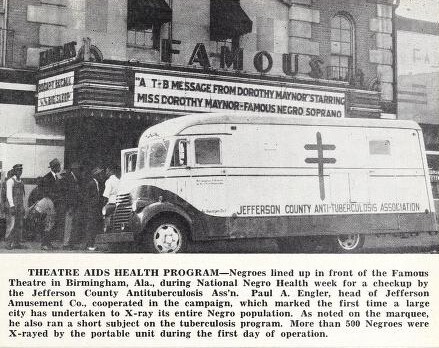 FAMOUS
"A T-B MESSAGE FROM DOROTHY MAYNOR" STARRING
MISS DOROTHY MAYNOR-FAMOUS NEGRO SOPRANO
JEFFERSON COUNTY ANTI-TUBERCULOSIS ASSOCIATION
THEATRE AIDS HEALTH PROGRAM—Negroes lined up in front of the Famous
Theatre in Birmingham, Ala., during National Negro Health week for a checkup by
the Jefferson County Antituberculosis Ass'n. Paul A. Engler, head of Jefferson
Amusement Co., cooperated in the campaign, which marked the first time a large
city has undertaken to X-ray its entire Negro population. As noted on the marquee,
he also ran a short subject on the tuberculosis program. More than 500 Negroes were
X-rayed by the portable unit during the first day of operation.